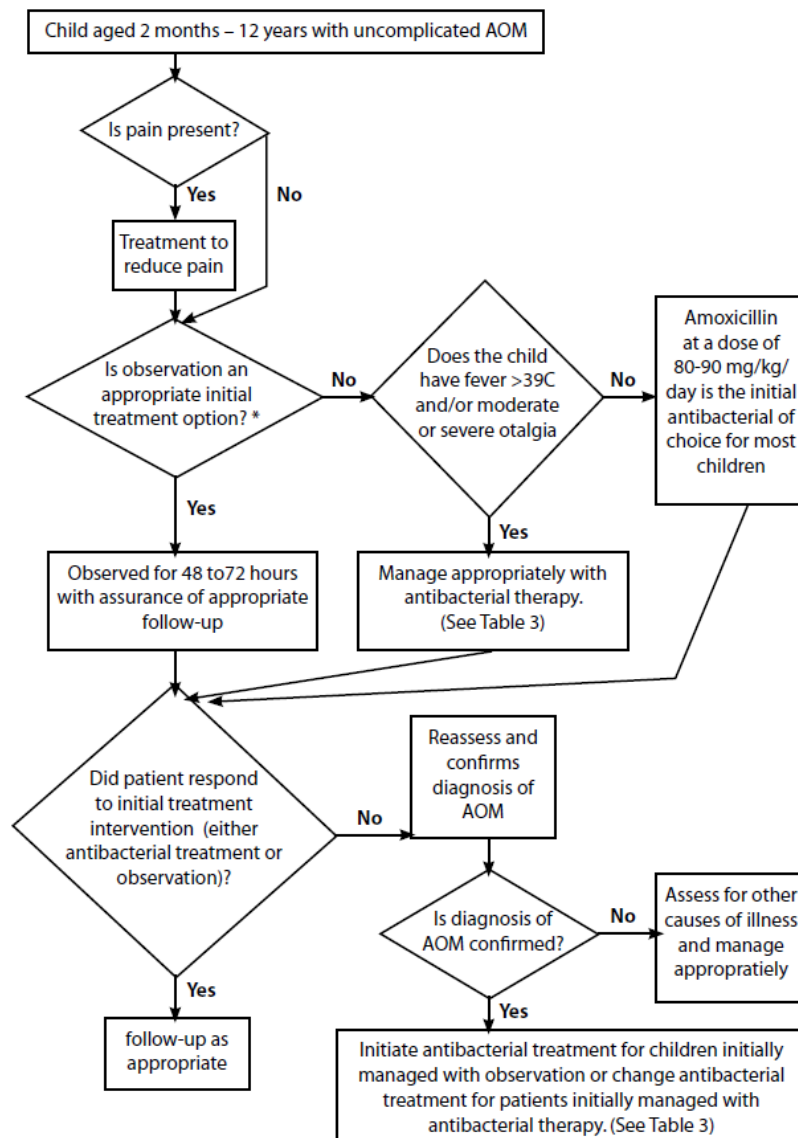 Child aged 2 months – 12 years with uncomplicated AOM
Is pain present?
Yes
No
Treatment to
reduce pain
Is observation an
appropriate initial
treatment option? *
No
Does the child
have fever >39C
and/or moderate
or severe otalgia
No
Amoxicillin
at a dose of
80-90 mg/kg/
day is the initial
antibacterial of
choice for most
children
Yes
Yes
Observed for 48 to72 hours
with assurance of appropriate
follow-up
Manage appropriately with
antibacterial therapy.
(See Table 3)
Did patient respond
to initial treatment
intervention (either
antibacterial treatment or
observation)?
No
Reassess and
confirms
diagnosis of
AOM
Is diagnosis of
AOM confirmed?
No
Assess for other
causes of illness
and manage
appropratiely
Yes
Yes
follow-up as
appropriate
Initiate antibacterial treatment for children initially
managed with observation or change antibacterial
treatment for patients initially managed with
antibacterial therapy. (See Table 3)